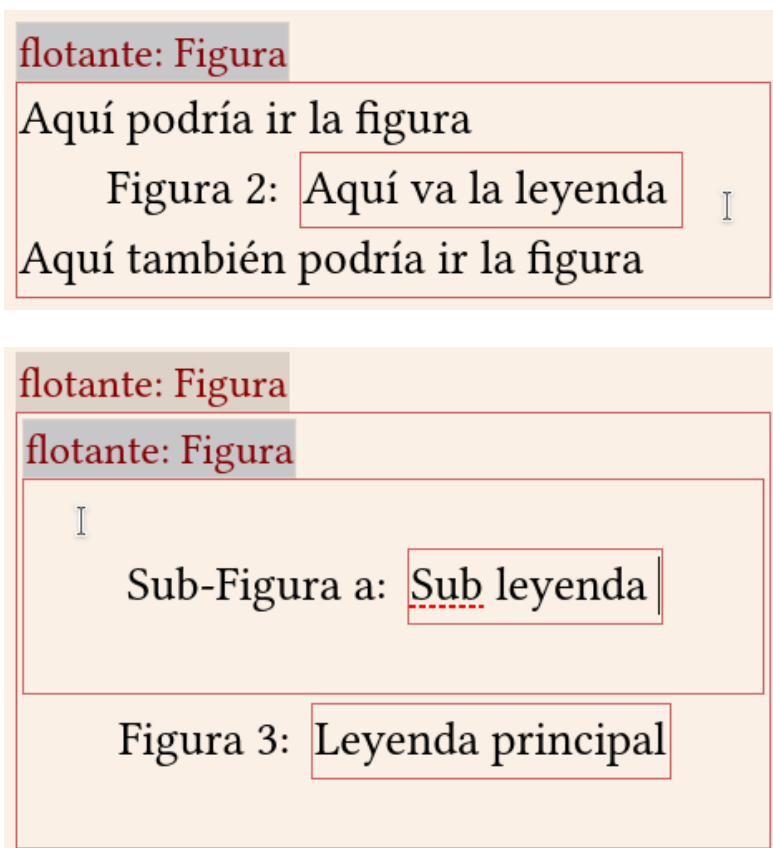 flotante: Figura
Aquí podría ir la figura
Figura 2: Aquí va la leyenda
Aquí también podría ir la figura
flotante: Figura
flotante: Figura
Sub-Figura a: Sub leyenda
Figura 3: Leyenda principal